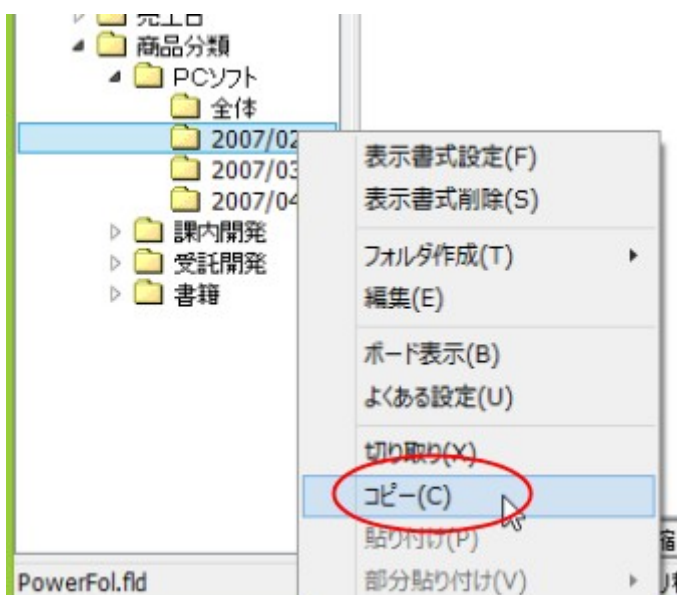 売上日
商品分類
PCソフト
全体
2007/02
2007/03
2007/04
課内開発
受託開発
書籍
表示書式設定(F)
表示書式削除(S)
フォルダ作成(T)
編集(E)
ボード表示(B)
よくある設定(U)
切り取り(X)
コピー(C)
貼り付け(P)
部分貼り付け(V)
PowerFol.fld